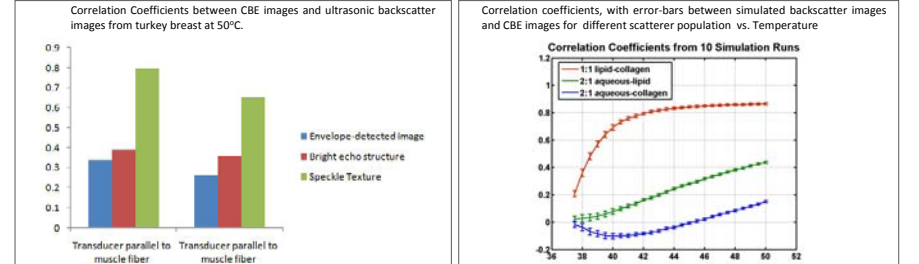 Correlation Coefficients between CBE images and ultrasonic backscatter
images from turkey breast at 50°C.
0.9
0.8
0.7
0.6
0.5
0.4
0.3
0.2
0.1
0
Envelope-detected image
Bright echo structure
Speckle Texture
Transducer parallel to
muscle fiber
Transducer parallel to
muscle fiber
Correlation coefficients, with error-bars between simulated backscatter images
and CBE images for different scatterer population vs. Temperature
Correlation Coefficients from 10 Simulation Runs
1.2
1
0.8
0.6
0.4
0.2
0
-0.2
1:1 lipid-collagen
2:1 aqueous-lipid
2:1 aqueous-collagen
36 38 40 42 44 46 48 50 52